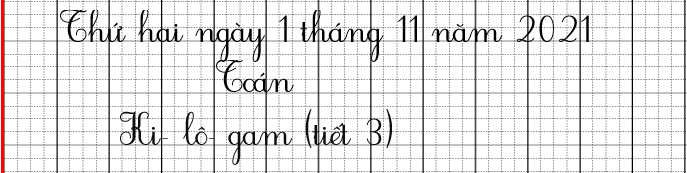 Thứ hai ngày 1 tháng 11 năm 2021
Toán
Ki- lô- gam (tiết 3)